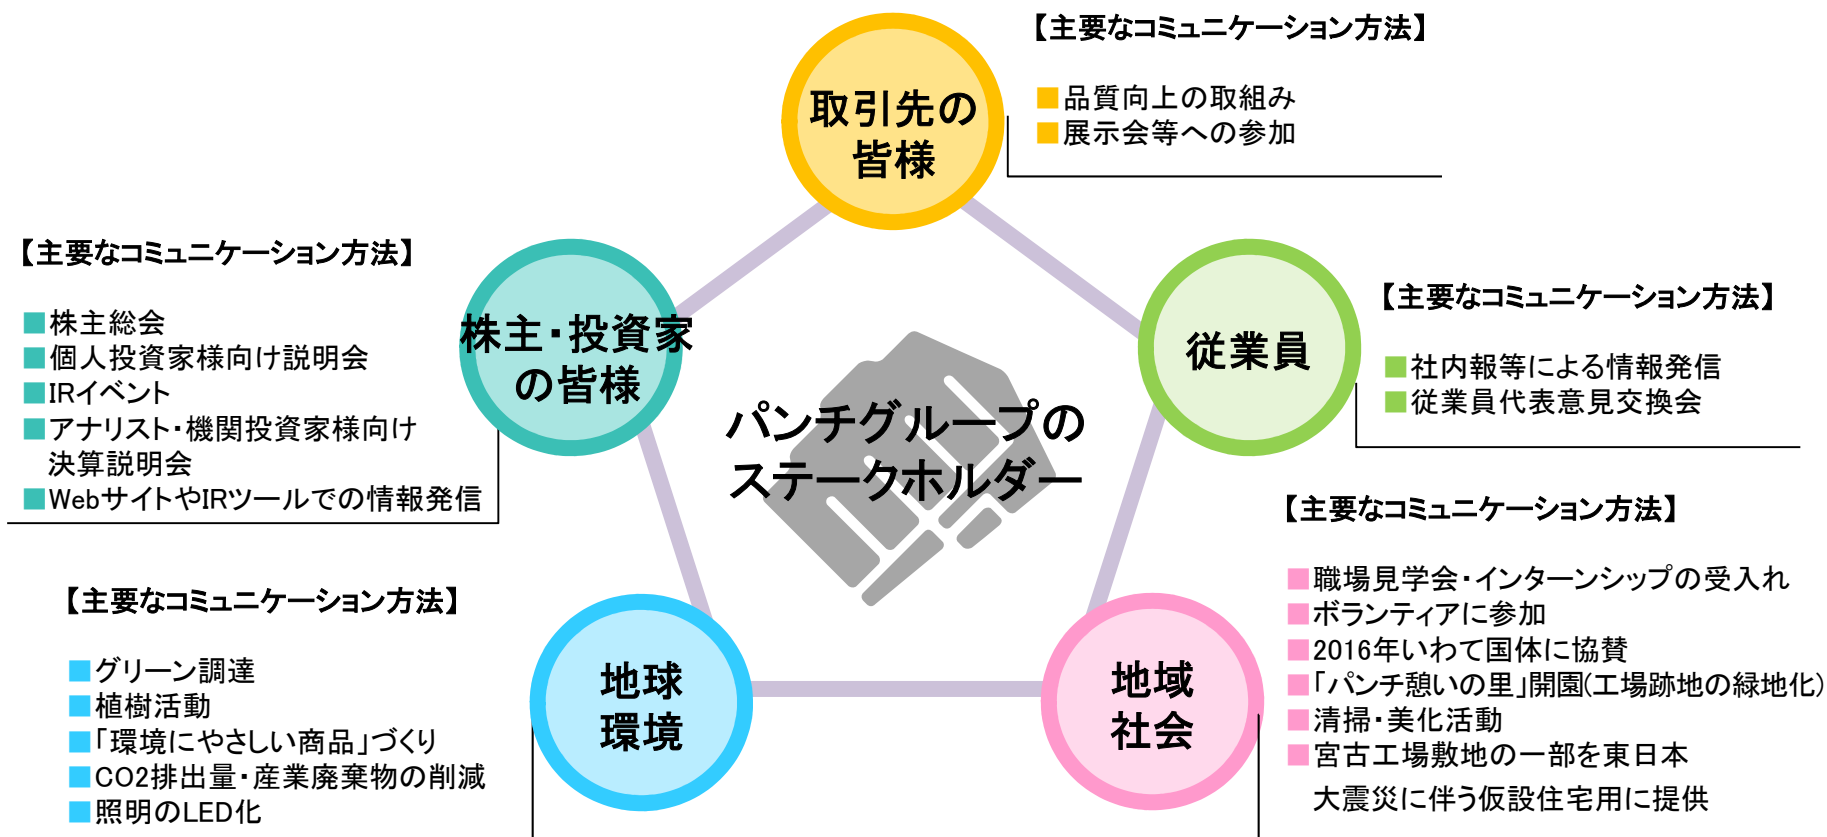 【主要なコミュニケーション方法】
■品質向上の取組み
■展示会等への参加
取引先の
皆様
【主要なコミュニケーション方法】
■株主総会
■個人投資家様向け説明会
■IRイベント
■アナリスト・機関投資家様向け
決算説明会
■WebサイトやIRツールでの情報発信
株主・投資家
の皆様
パンチグループの
ステークホルダー
従業員
【主要なコミュニケーション方法】
■社内報等による情報発信
■従業員代表意見交換会
【主要なコミュニケーション方法】
■グリーン調達
■植樹活動
■「環境にやさしい商品」づくり
■CO2排出量・産業廃棄物の削減
■照明のLED化
地球
環境
地域
社会
【主要なコミュニケーション方法】
■職場見学会・インターンシップの受入れ
■ボランティアに参加
■2016年いわて国体に協賛
■「パンチ憩いの里」開園(工場跡地の緑地化)
■清掃・美化活動
■宮古工場敷地の一部を東日本
大震災に伴う仮設住宅用に提供